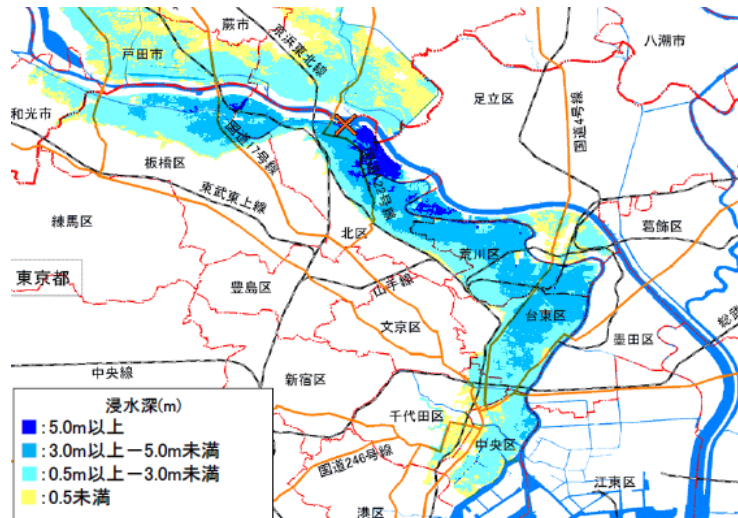 蕨市
京浜東北線
八潮市
戸田市
足立区
国道4号線
和光市
国道17号線
板橋区
東武東上線
葛飾区
練馬区
北区
荒川区
東京都
豊島区
山手線
文京区
台東区
墨田区
総武
中央線
新宿区
千代田区
中央区
国道246号線
江東区
港区
浸水深(m)
:5.0m以上
:3.0m以上-5.0m未満
:0.5m以上-3.0m未満
:0.5未満